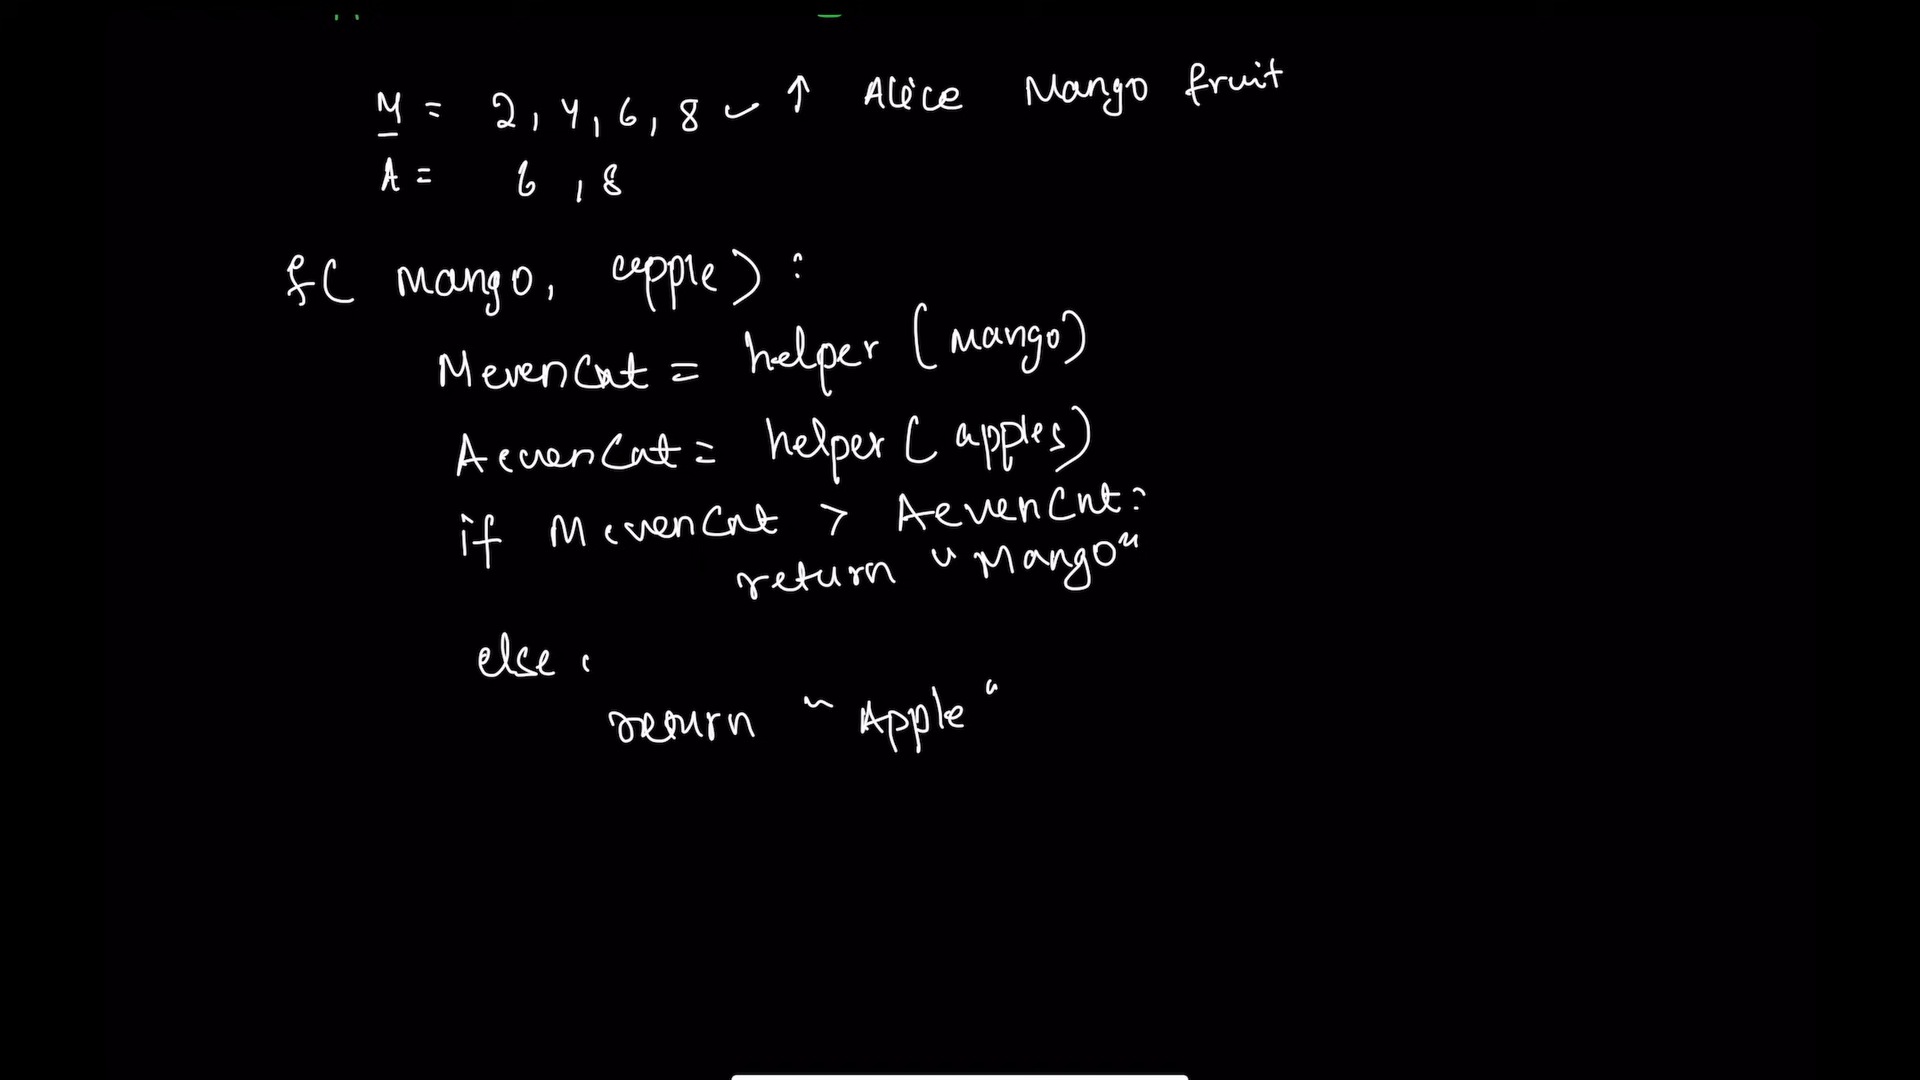 M = 2, 4, 6, 8 ✓ ↑ Alice Mango fruit
A = 6, 8
f( mango, apple) :
MevenCnt = helper (mango)
AevenCnt = helper( apples)
if MevenCnt > AevenCnt:
return "Mango"
else :
return "Apple"